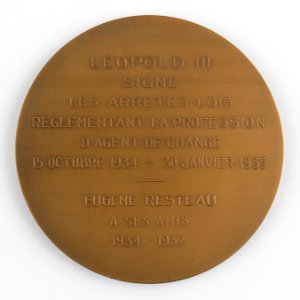 LEOPOLD III
SIGNE
LES ARRETES-LOIS
REGLEMENTANT LA PROFESSION
D'AGENT DE CHANGE
15 OCTOBRE 1934 - 30 JANVIER 1935
EUGENE RESTEAU
A SES AMIS
1934 - 1937